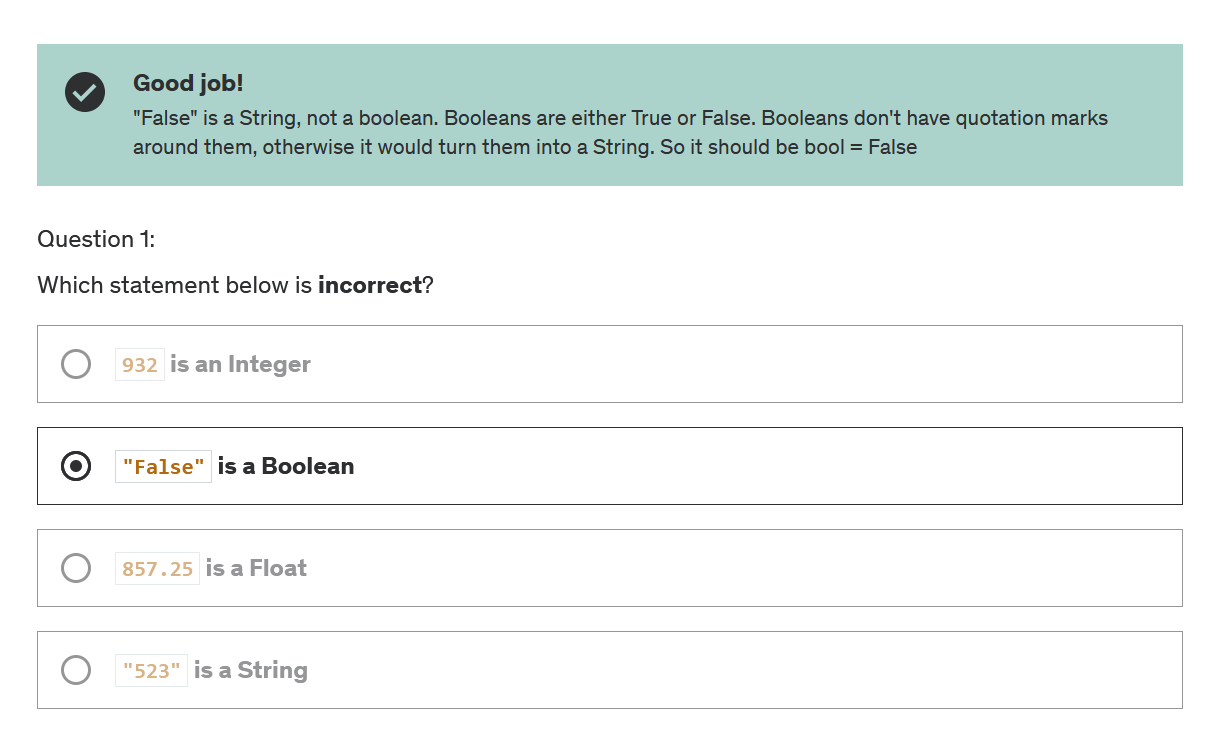 Good job!
"False" is a String, not a boolean. Booleans are either True or False. Booleans don't have quotation marks
around them, otherwise it would turn them into a String. So it should be bool = False
Question 1:
Which statement below is incorrect?
932 is an Integer
"False" is a Boolean
857.25 is a Float
"523" is a String